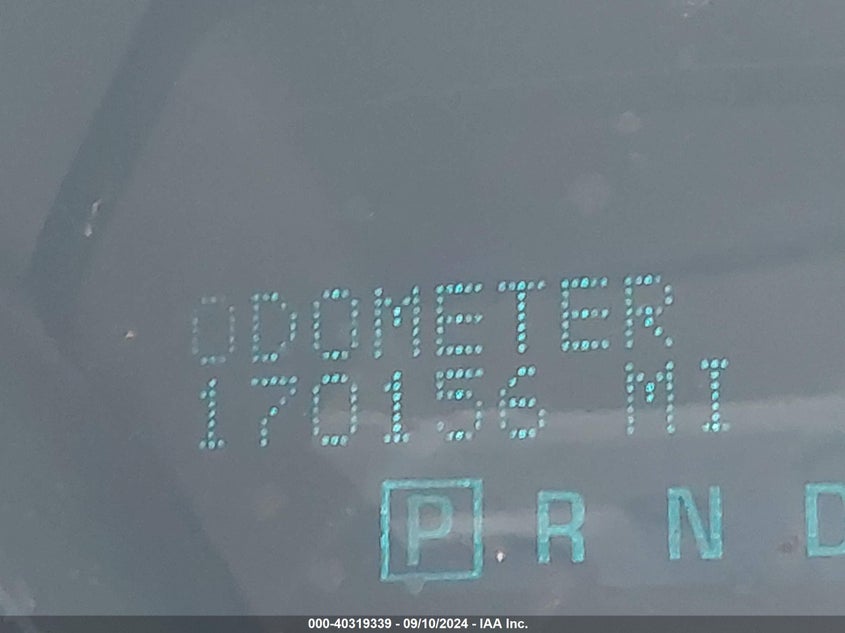 ODOMETER
170156 MI
P R N D
000-40319339 - 09/10/2024 - IAA Inc.